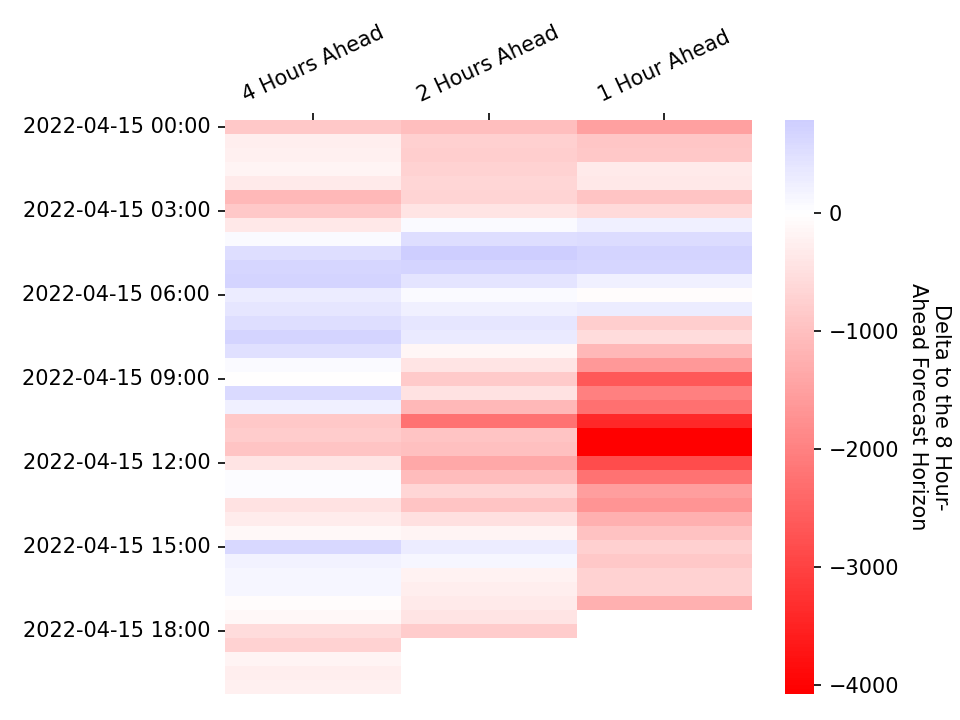 4 Hours Ahead
2 Hours Ahead
1 Hour Ahead
2022-04-15 00:00
2022-04-15 03:00
2022-04-15 06:00
2022-04-15 09:00
2022-04-15 12:00
2022-04-15 15:00
2022-04-15 18:00
0
−1000
−2000
−3000
−4000
Delta to the 8 Hour-
Ahead Forecast Horizon